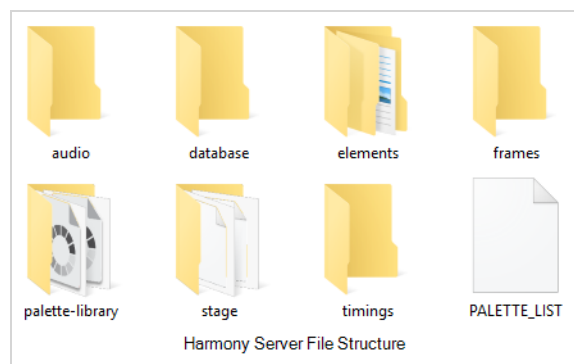 audio
database
elements
frames
palette-library
stage
timings
PALETTE_LIST
Harmony Server File Structure